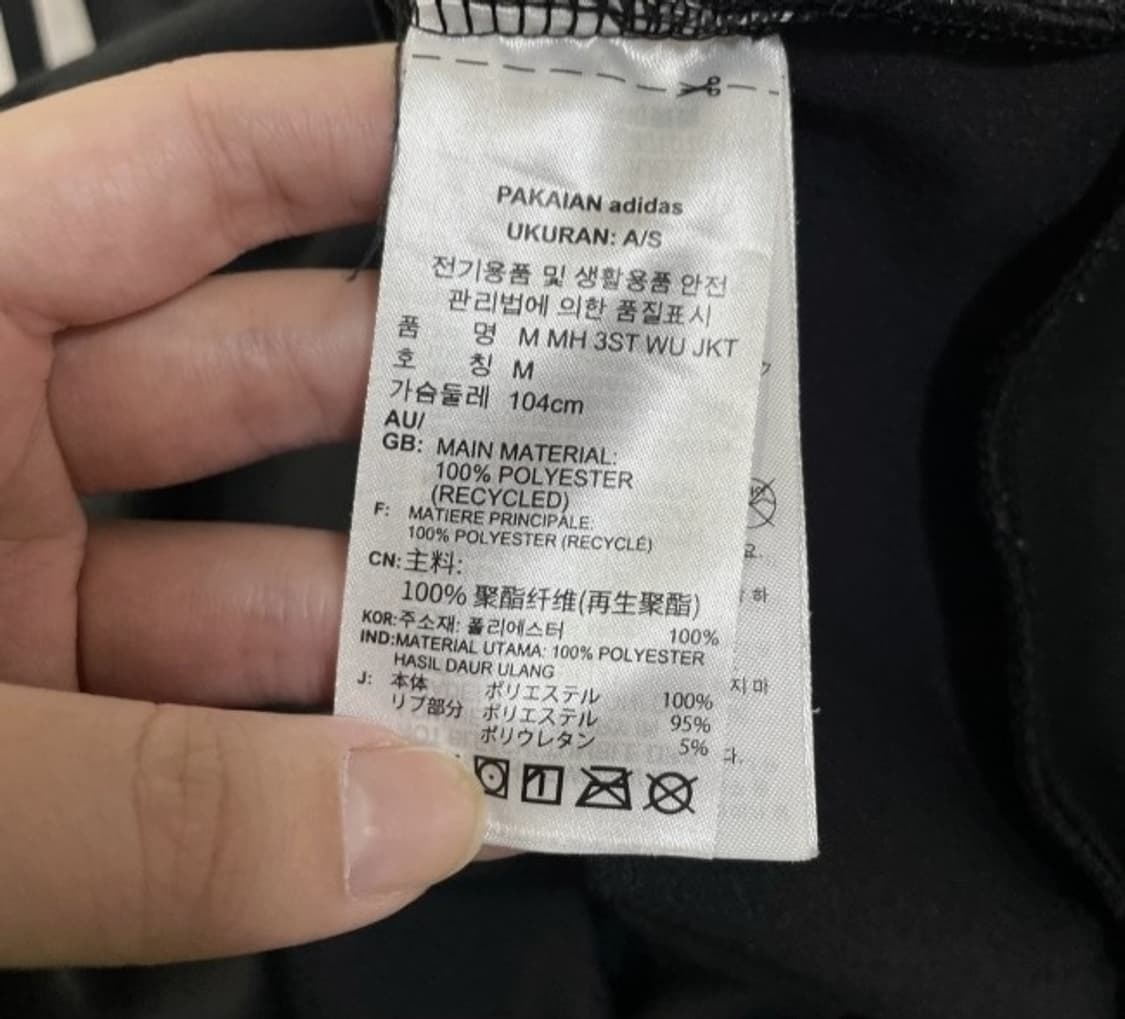 PAKAIAN adidas
UKURAN: A/S
전기용품 및 생활용품 안전
관리법에 의한 품질표시
품 명 M MH 3ST WU JKT
호 칭 M
가슴둘레 104cm
AU/
GB: MAIN MATERIAL:
100% POLYESTER
(RECYCLED)
F: MATIERE PRINCIPALE:
100% POLYESTER (RECYCLÉ)
CN:主料:
100% 聚酯纤维(再生聚酯)
KOR:주소재: 폴리에스터 100%
IND:MATERIAL UTAMA: 100% POLYESTER
HASIL DAUR ULANG
J: 本体 ポリエステル 100%
リブ部分 ポリエステル 95%
ポリウレタン 5%
요.
하
지 마
다.